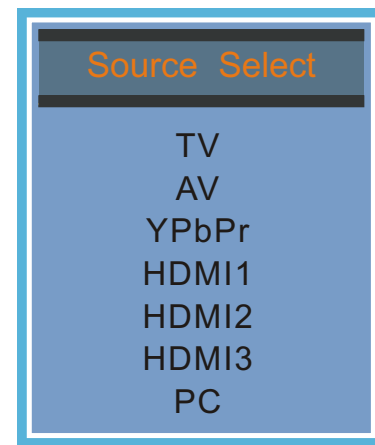 Source Select
TV
AV
YPbPr
HDMI1
HDMI2
HDMI3
PC